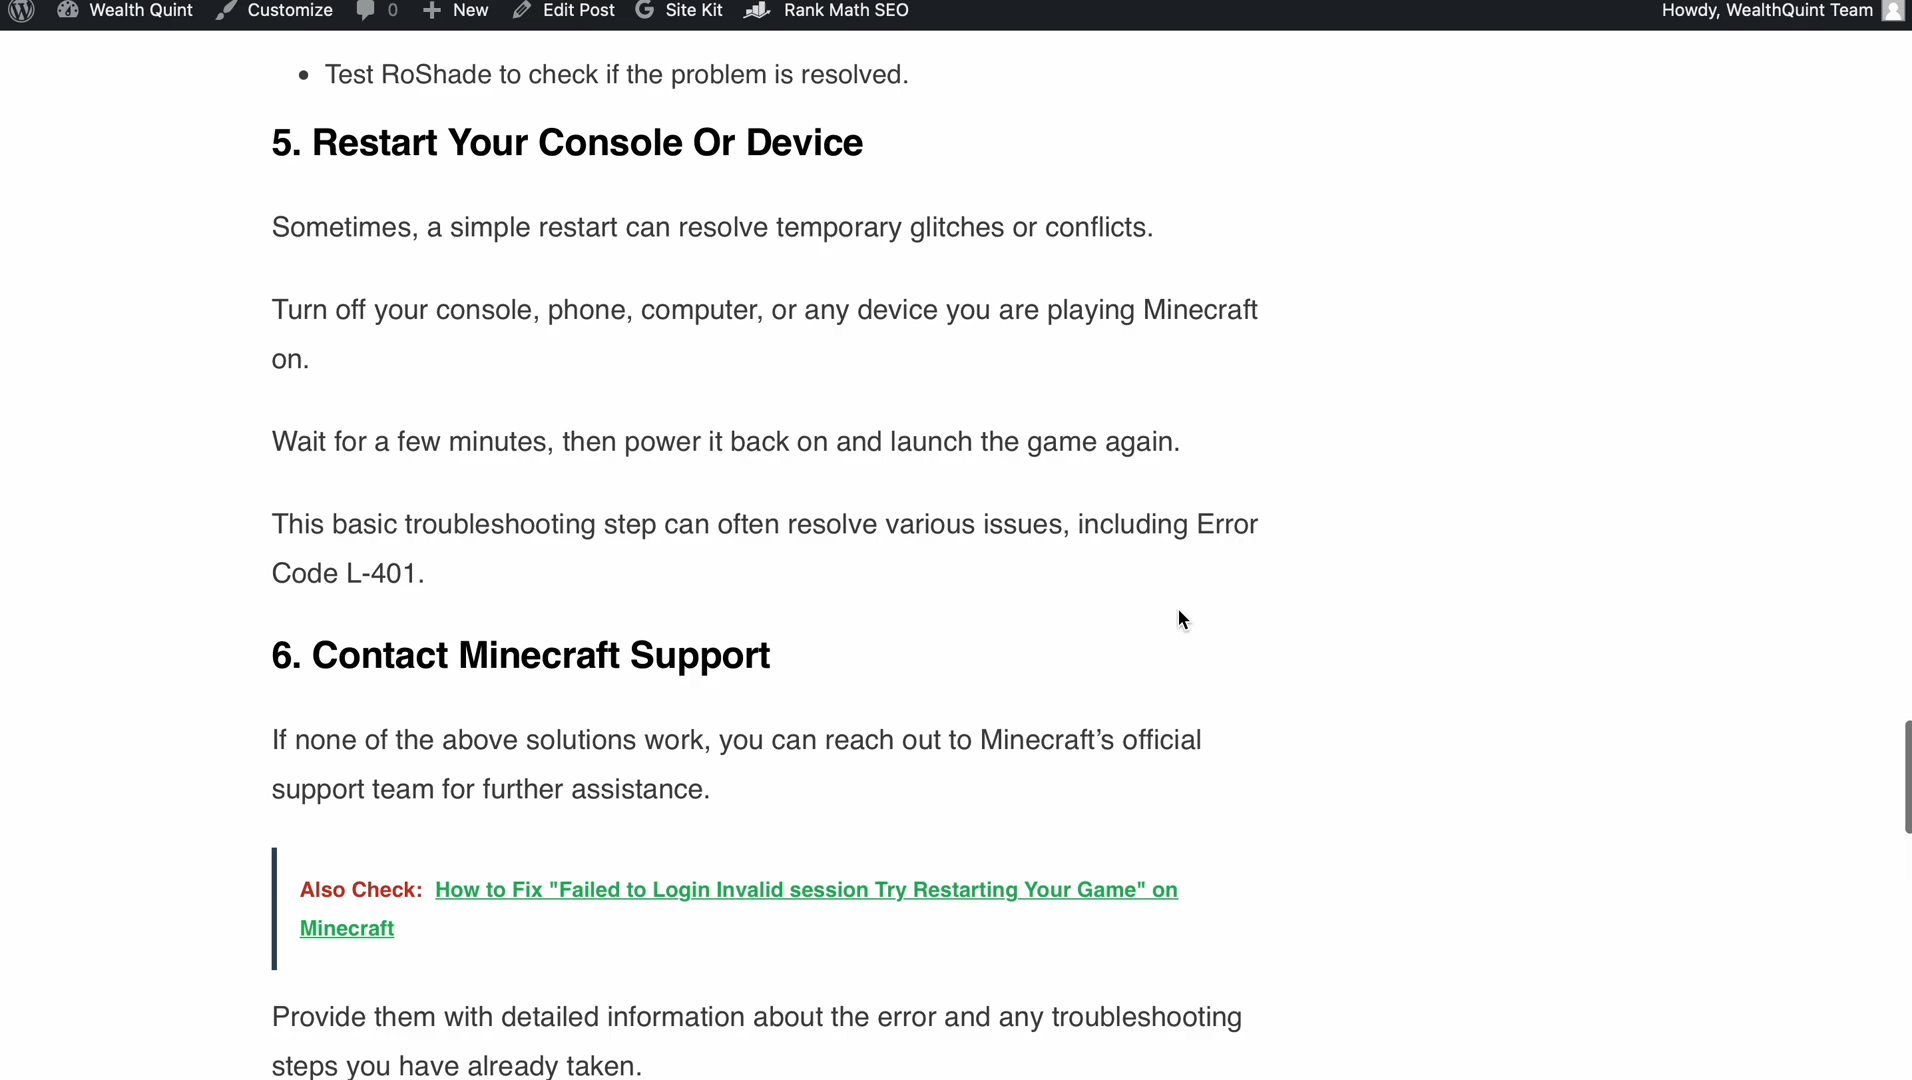 Wealth Quint Customize 0 New Edit Post Site Kit Rank Math SEO Howdy, WealthQuint Team
• Test RoShade to check if the problem is resolved.
5. Restart Your Console Or Device
Sometimes, a simple restart can resolve temporary glitches or conflicts.
Turn off your console, phone, computer, or any device you are playing Minecraft
on.
Wait for a few minutes, then power it back on and launch the game again.
This basic troubleshooting step can often resolve various issues, including Error
Code L-401.
6. Contact Minecraft Support
If none of the above solutions work, you can reach out to Minecraft’s official
support team for further assistance.
Also Check: How to Fix "Failed to Login Invalid session Try Restarting Your Game" on
Minecraft
Provide them with detailed information about the error and any troubleshooting
steps you have already taken.